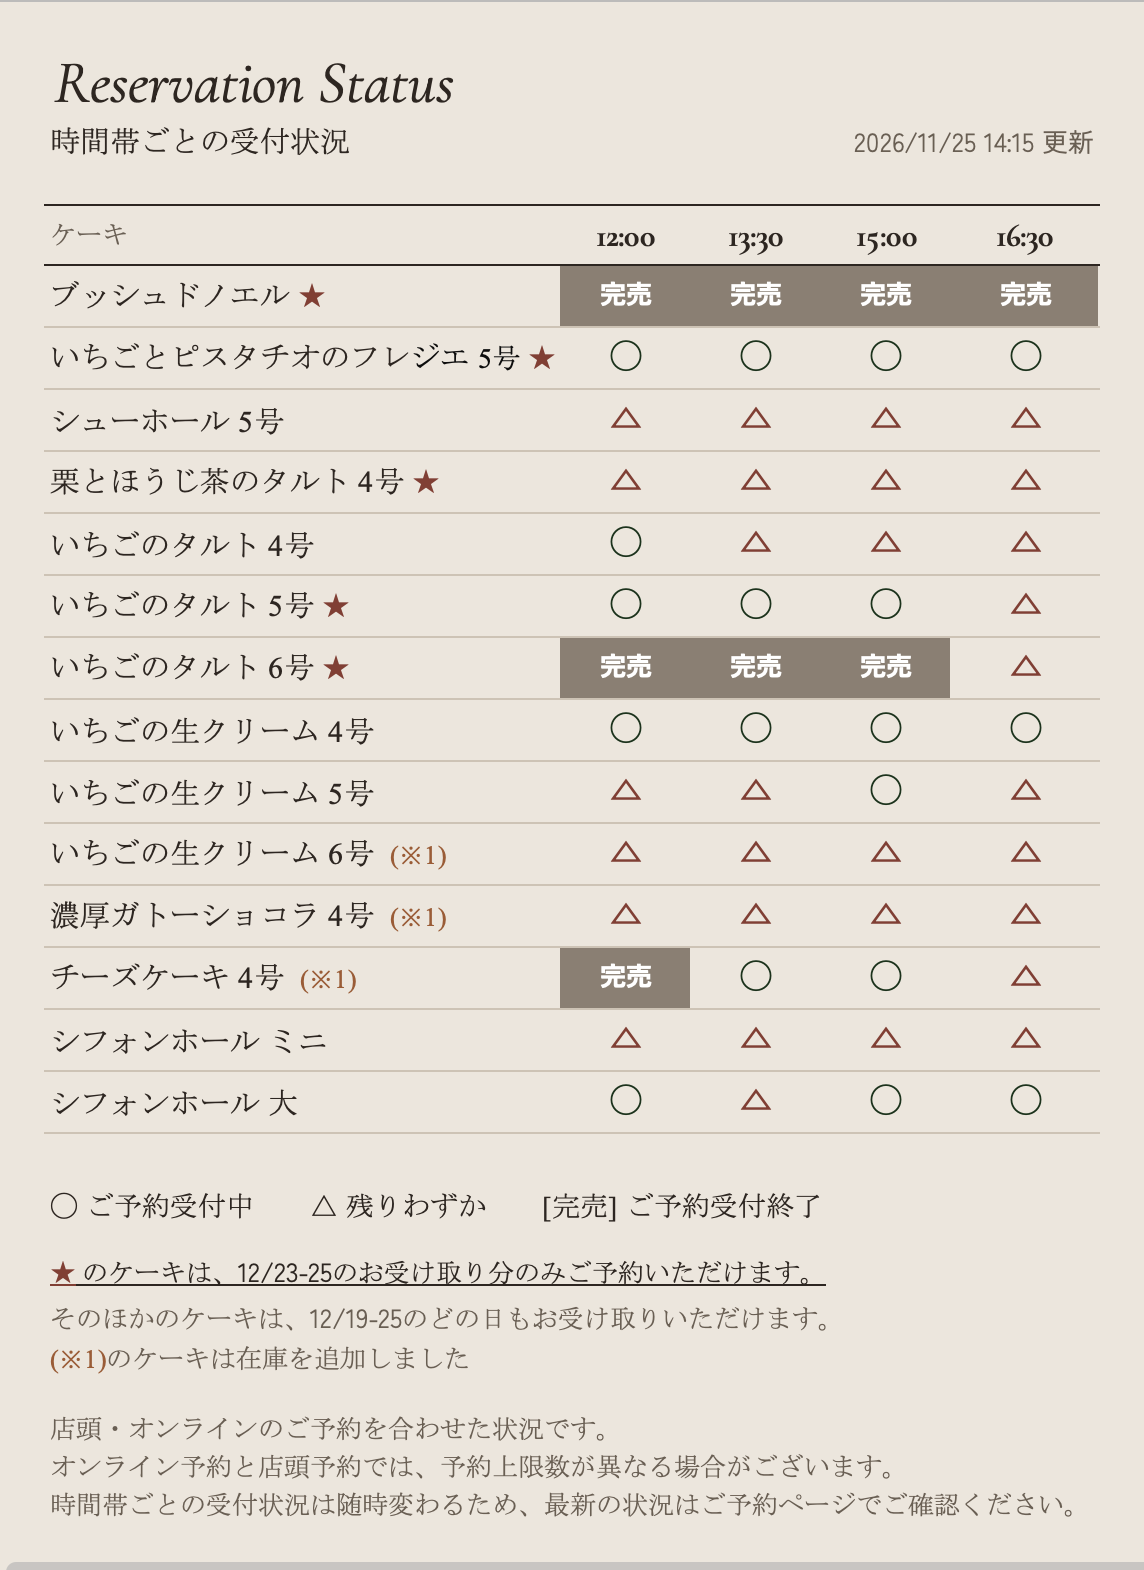 Reservation Status
時間帯ごとの受付状況
2026/11/25 14:15 更新
ケーキ 12:00 13:30 15:00 16:30
ブッシュドノエル ★ 完売 完売 完売 完売
いちごとピスタチオのフレジエ 5号 ★ ○ ○ ○ ○
シューホール 5号 △ △ △ △
栗とほうじ茶のタルト 4号 ★ △ △ △ △
いちごのタルト 4号 ○ △ △ △
いちごのタルト 5号 ★ ○ ○ ○ △
いちごのタルト 6号 ★ 完売 完売 完売 △
いちごの生クリーム 4号 ○ ○ ○ ○
いちごの生クリーム 5号 △ △ ○ △
いちごの生クリーム 6号 (※1) △ △ △ △
濃厚ガトーショコラ 4号 (※1) △ △ △ △
チーズケーキ 4号 (※1) 完売 ○ ○ △
シフォンホール ミニ △ △ △ △
シフォンホール 大 ○ △ ○ ○
○ ご予約受付中 △ 残りわずか [完売] ご予約受付終了
★ のケーキは、12/23-25のお受け取り分のみご予約いただけます。
そのほかのケーキは、12/19-25のどの日もお受け取りいただけます。
(※1)のケーキは在庫を追加しました
店頭・オンラインのご予約を合わせた状況です。
オンライン予約と店頭予約では、予約上限数が異なる場合がございます。
時間帯ごとの受付状況は随時変わるため、最新の状況はご予約ページでご確認ください。